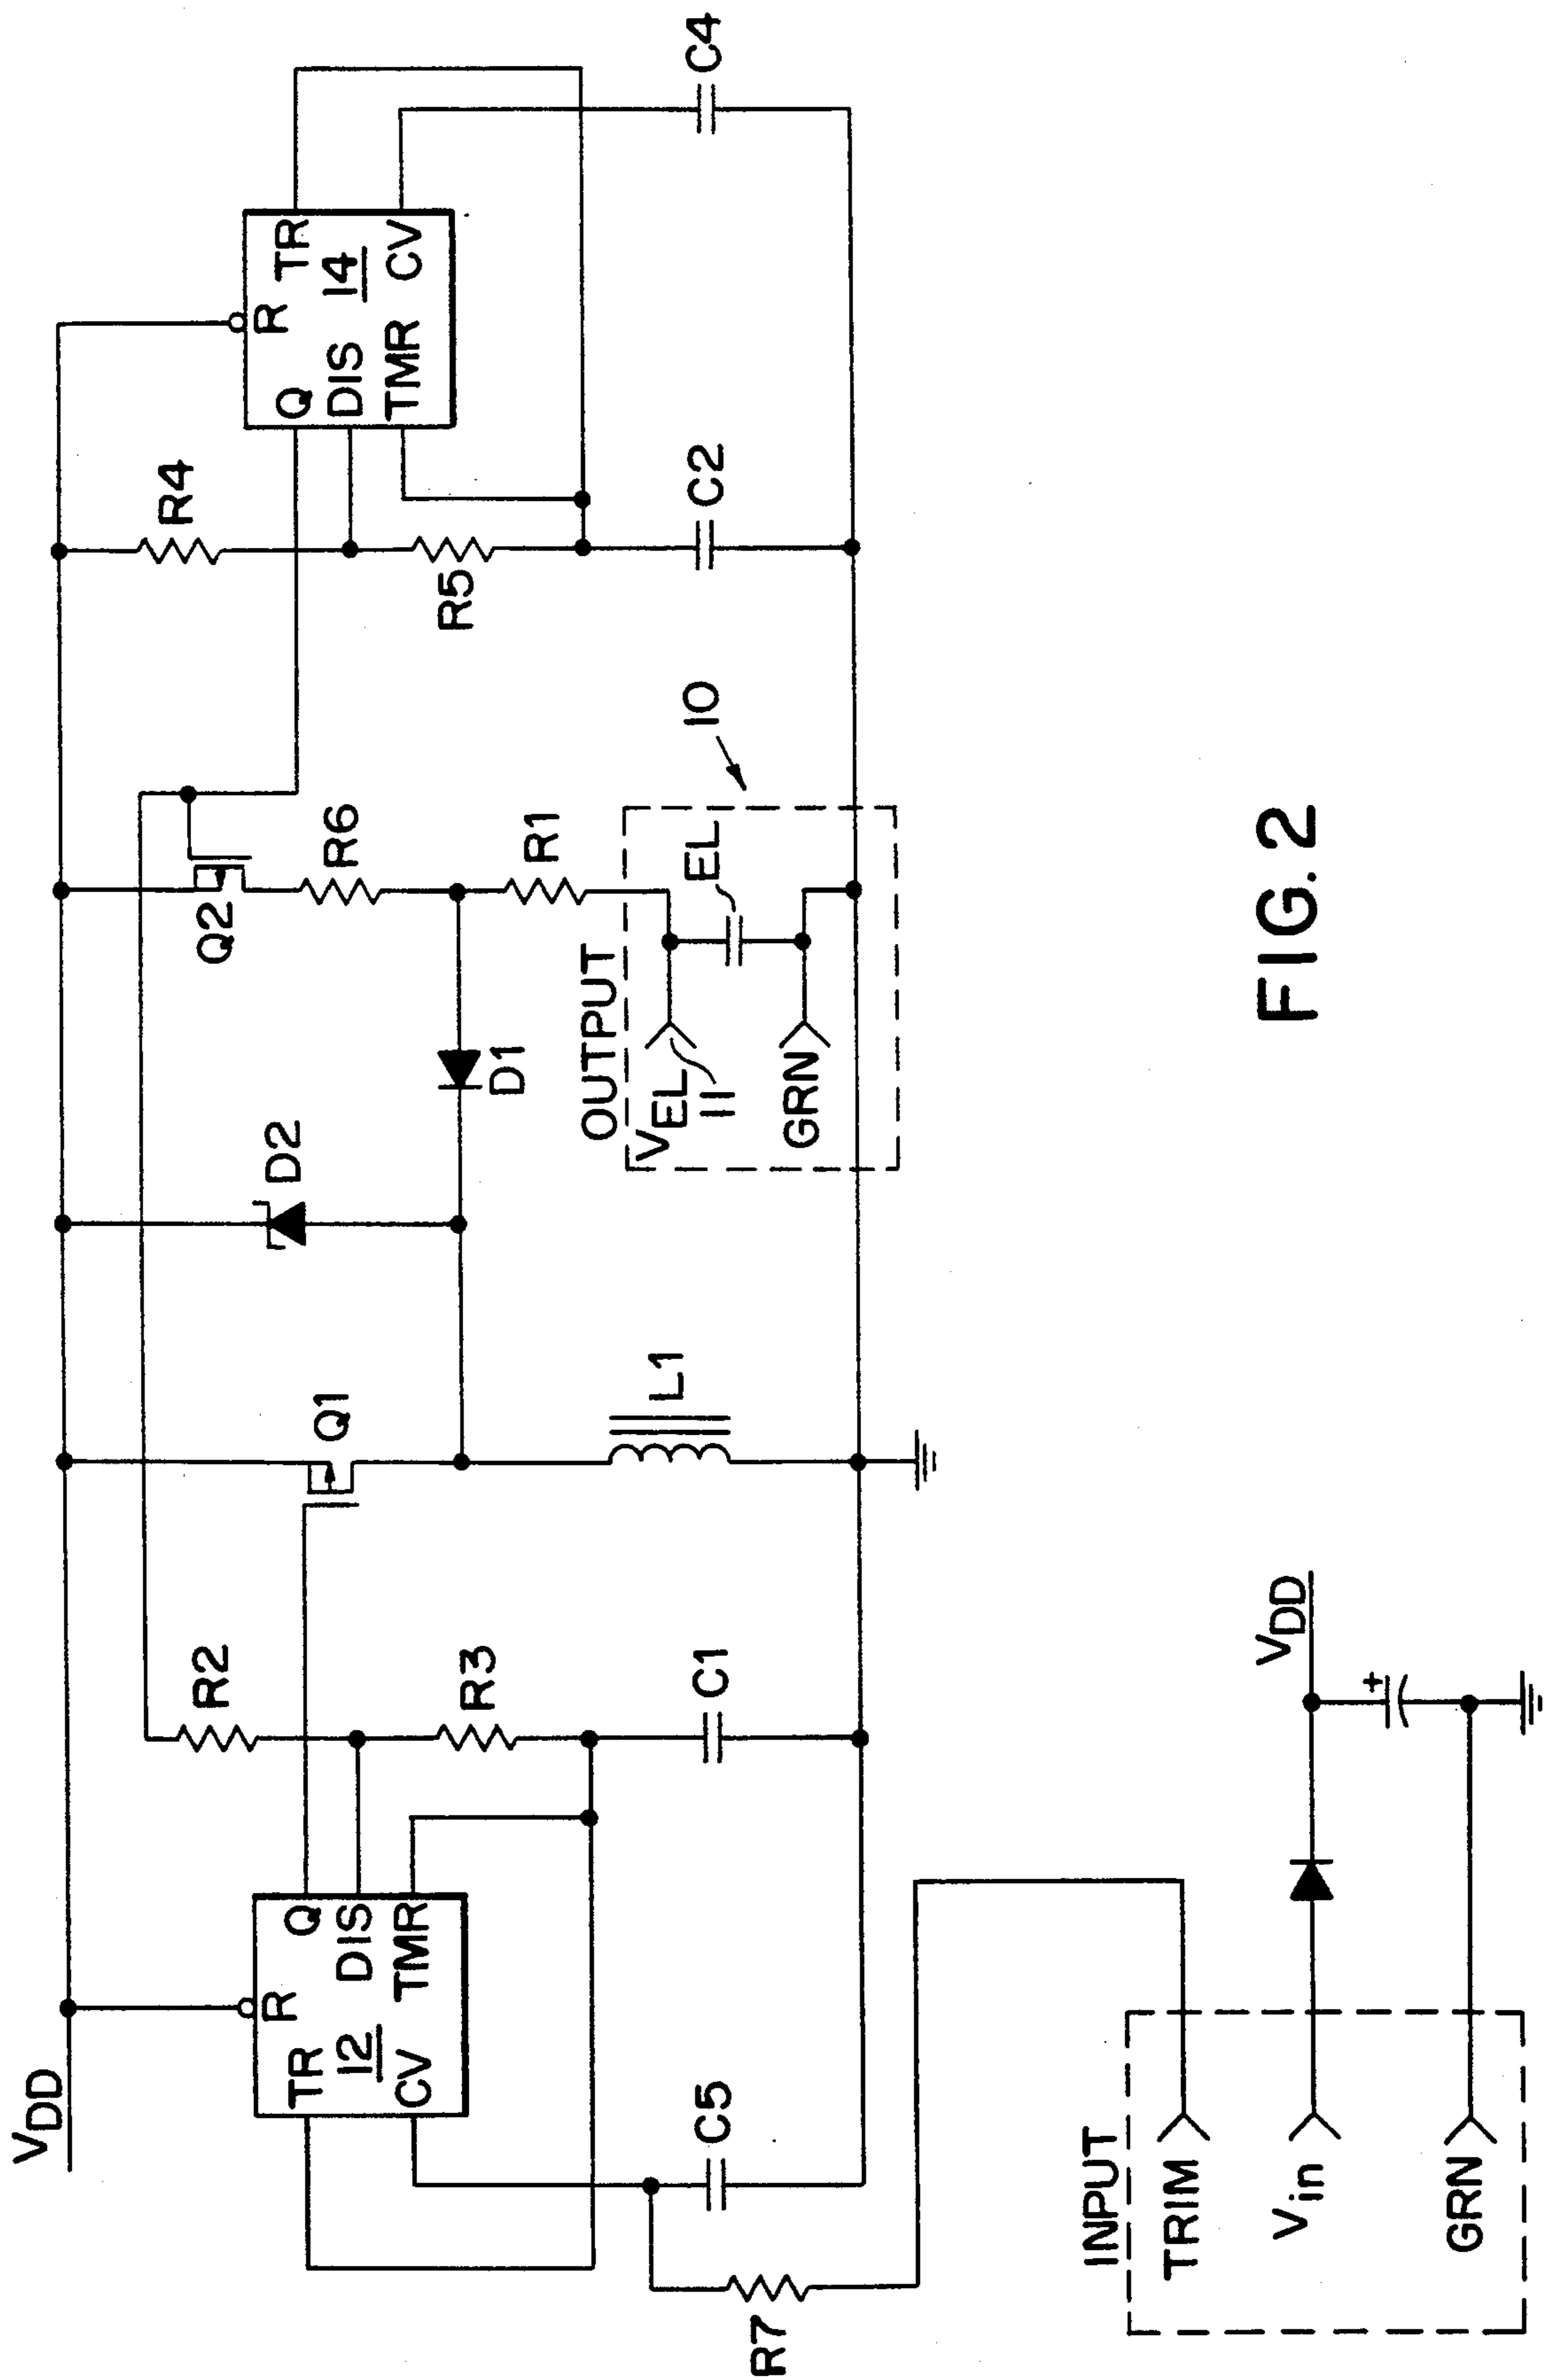 VDD
TR
12
CV
R
Q
DIS
TMR
C5
R7
R2
R3
C1
Q1
L1
D2
D1
Q2
R6
R1
OUTPUT
VEL
11
GRN
EL
10
R4
R5
C2
Q
DIS
TMR
R
TR
14
CV
C4
INPUT
TRIM
Vin
GRN
+
VDD
FIG. 2